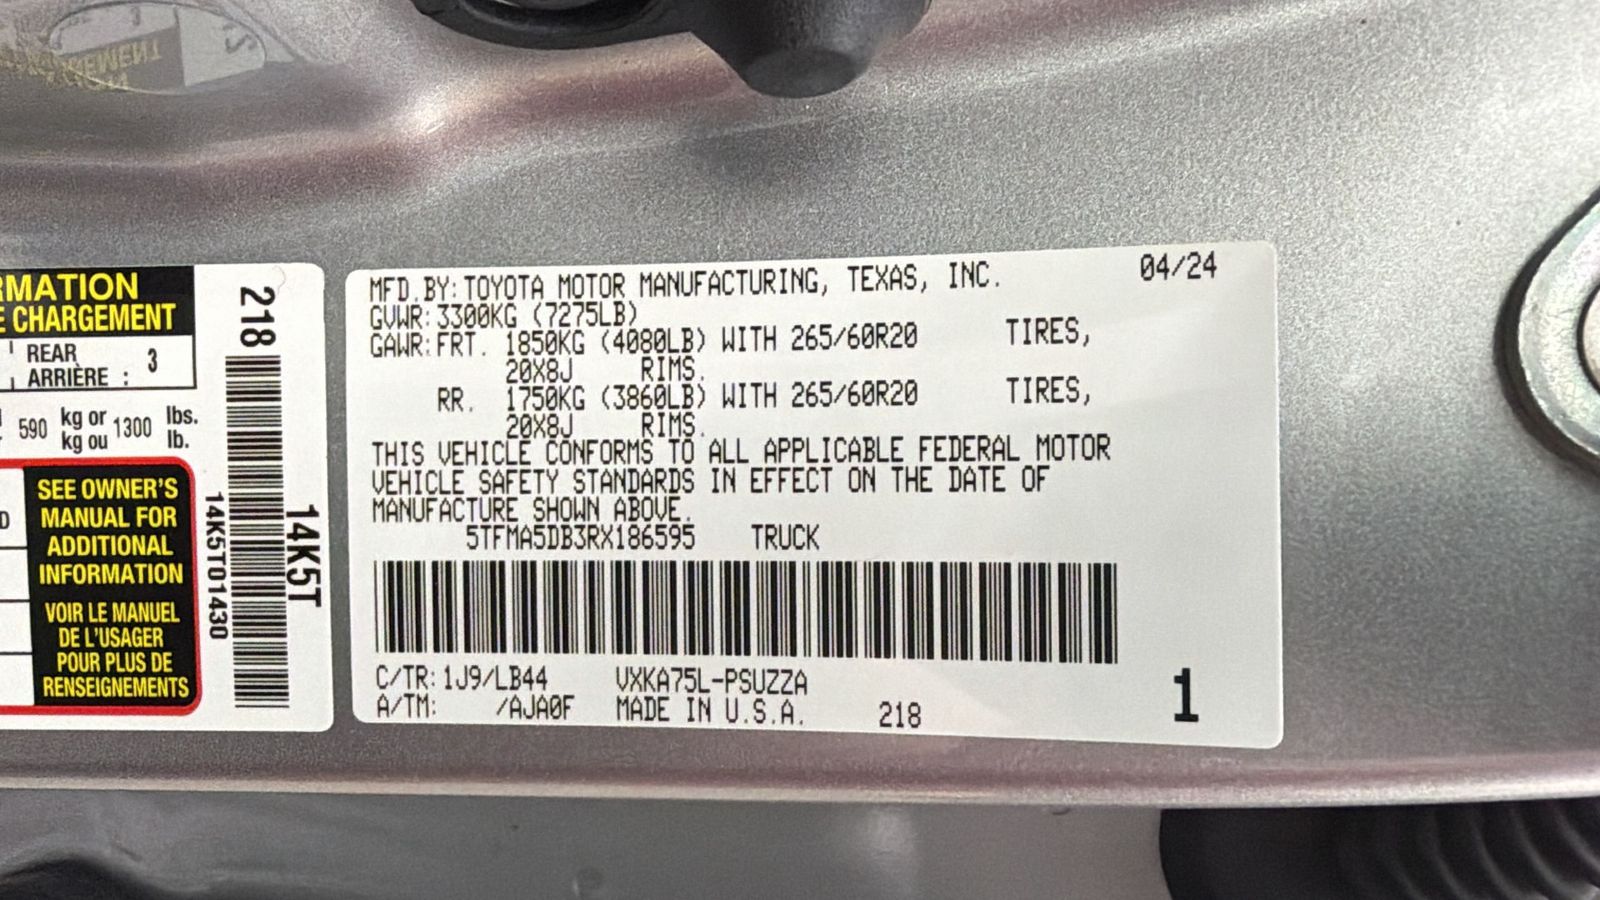 RMATION
E CHARGEMENT
REAR
ARRIÈRE : 3
590 kg or 1300 lbs.
kg ou lb.
SEE OWNER'S
MANUAL FOR
ADDITIONAL
INFORMATION
VOIR LE MANUEL
DE L'USAGER
POUR PLUS DE
RENSEIGNEMENTS
218
14K5T01430
14K5T
MFD.BY:TOYOTA MOTOR MANUFACTURING, TEXAS, INC. 04/24
GVWR:3300KG (7275LB)
GAWR:FRT. 1850KG (4080LB) WITH 265/60R20 TIRES,
20X8J RIMS.
RR. 1750KG (3860LB) WITH 265/60R20 TIRES,
20X8J RIMS.
THIS VEHICLE CONFORMS TO ALL APPLICABLE FEDERAL MOTOR
VEHICLE SAFETY STANDARDS IN EFFECT ON THE DATE OF
MANUFACTURE SHOWN ABOVE.
5TFMA5DB3RX186595 TRUCK
C/TR:1J9/LB44 VXKA75L-PSUZZA
A/TM: /AJA0F MADE IN U.S.A. 218 1